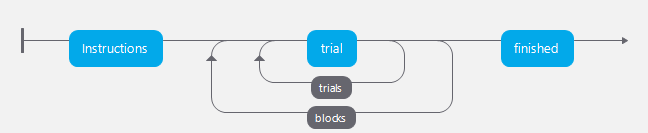 Instructions
trial
finished
trials
blocks